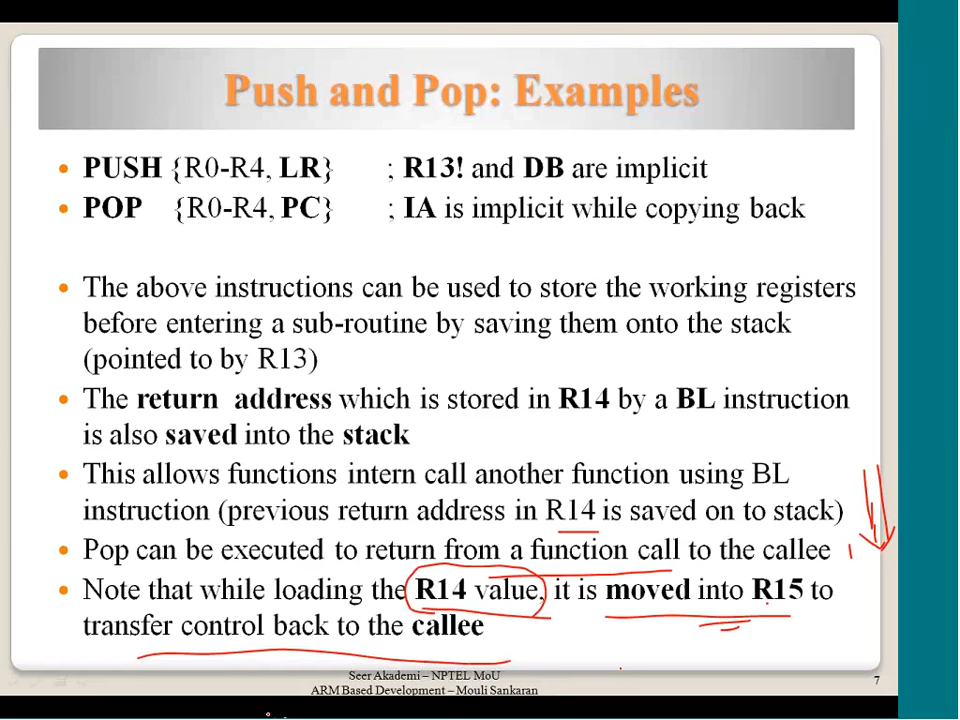 Push and Pop: Examples
PUSH {R0-R4, LR} ; R13! and DB are implicit
POP {R0-R4, PC} ; IA is implicit while copying back
The above instructions can be used to store the working registers
before entering a sub-routine by saving them onto the stack
(pointed to by R13)
The return address which is stored in R14 by a BL instruction
is also saved into the stack
This allows functions intern call another function using BL
instruction (previous return address in R14 is saved on to stack)
Pop can be executed to return from a function call to the callee
Note that while loading the R14 value, it is moved into R15 to
transfer control back to the callee
Seer Akademi – NPTEL MoU
ARM Based Development – Mouli Sankaran
7